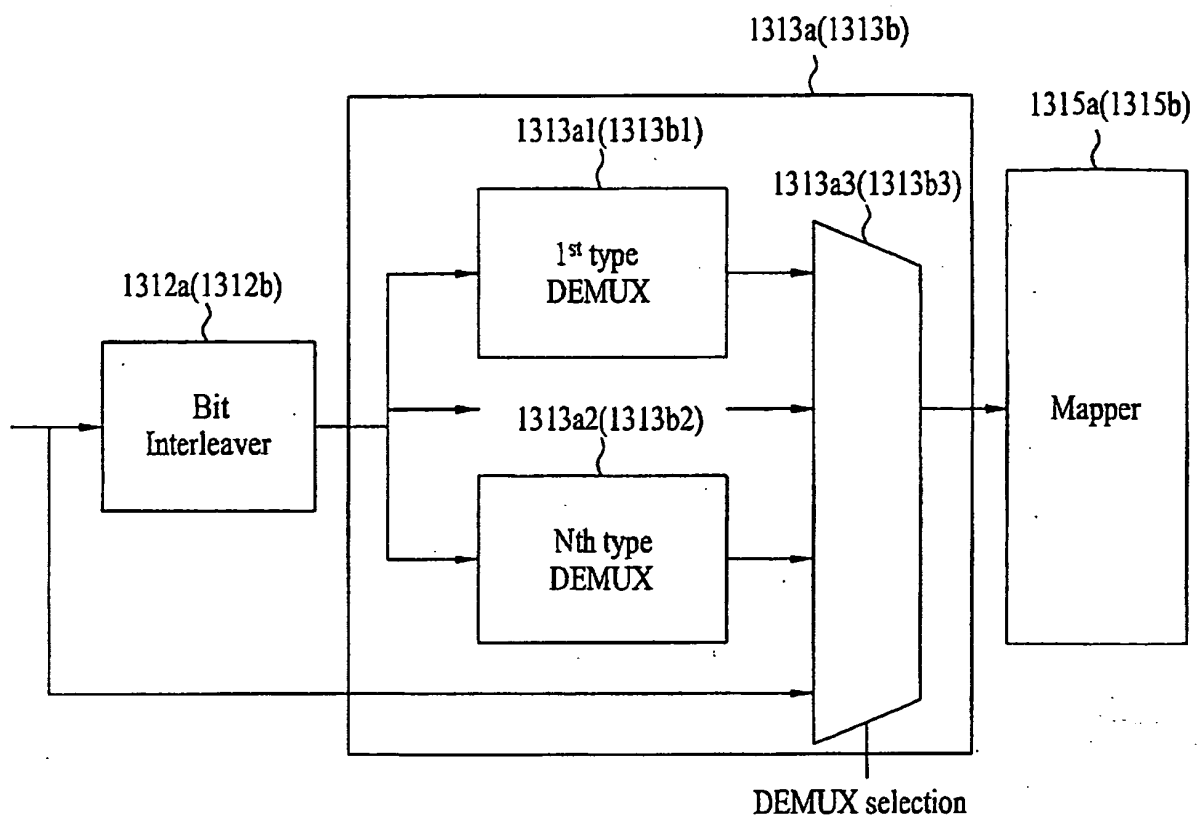 1313a(1313b)
1315a(1315b)
1313a1(1313b1)
1313a3(1313b3)
1st type
DEMUX
1312a(1312b)
Bit
Interleaver
1313a2(1313b2)
Mapper
Nth type
DEMUX
DEMUX selection